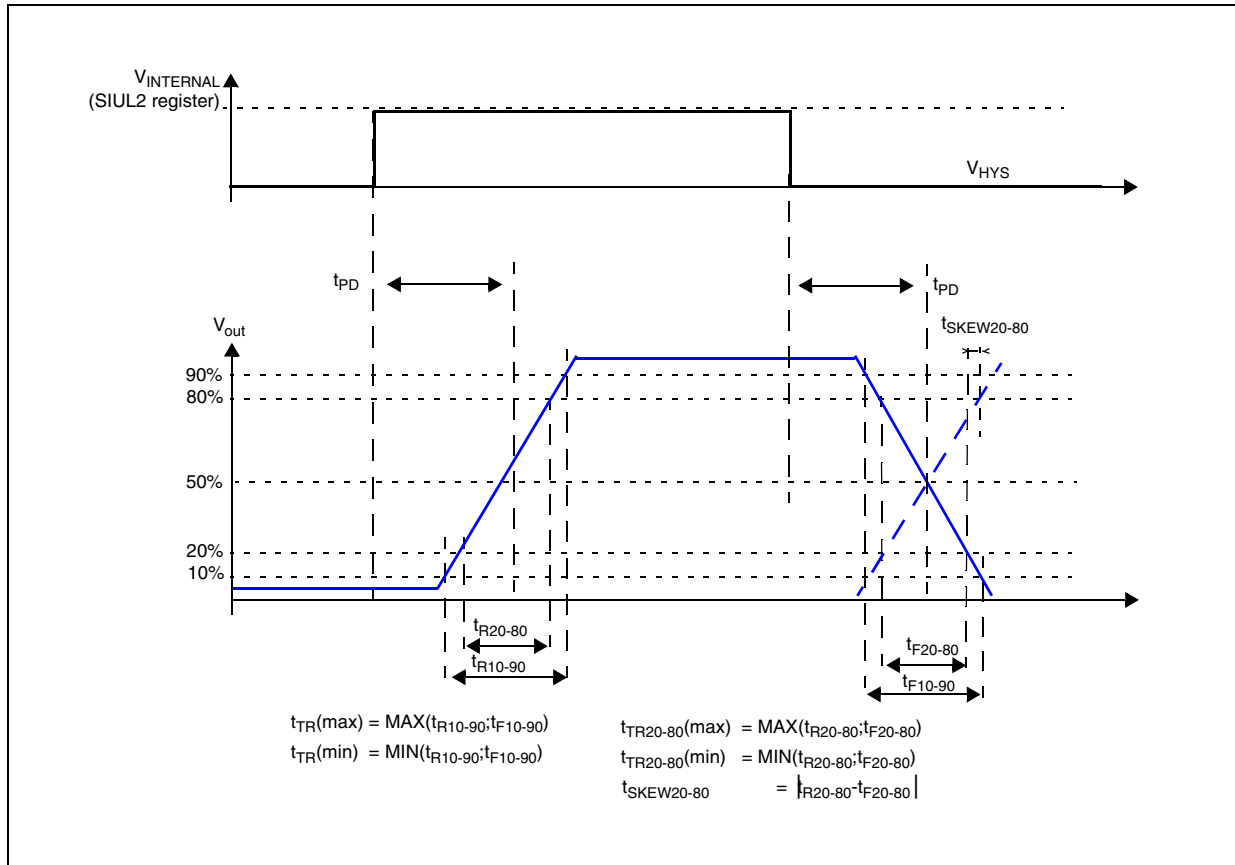 VINTERNAL
(SIUL2 register)
VHYS
tPD
tPD
tSKEW20-80
Vout
90%
80%
50%
20%
10%
tR20-80
tR10-90
tF20-80
tF10-90
tTR(max) = MAX(tR10-90;tF10-90)
tTR(min) = MIN(tR10-90;tF10-90)
tTR20-80(max) = MAX(tR20-80;tF20-80)
tTR20-80(min) = MIN(tR20-80;tF20-80)
tSKEW20-80 = |tR20-80-tF20-80|